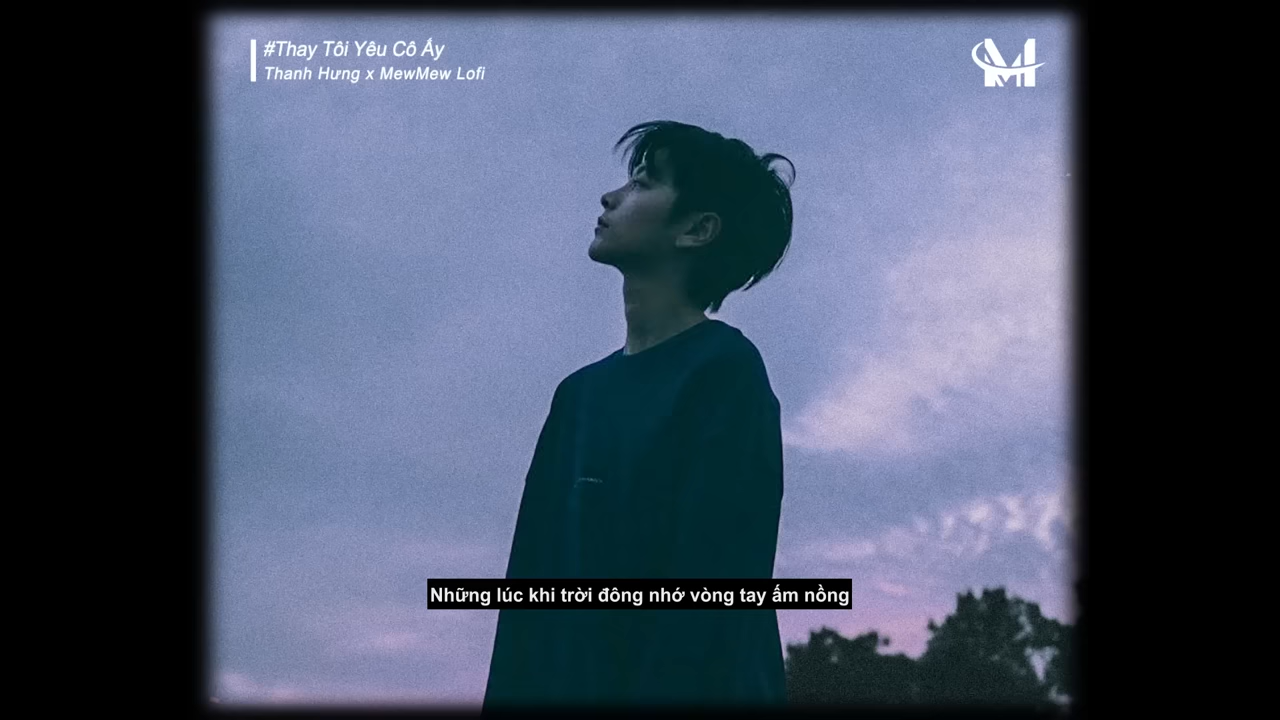 #Thay Tôi Yêu Cô Ấy
Thanh Hưng x MewMew Lofi
Những lúc khi trời đông nhớ vòng tay ấm nồng